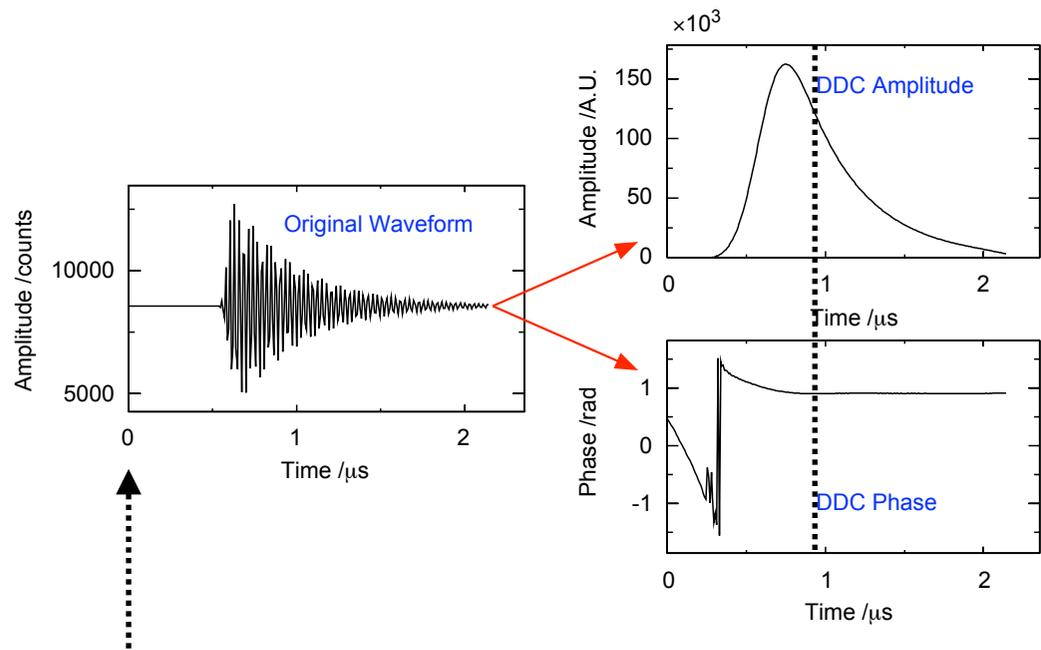 Original Waveform
Amplitude /counts
10000
5000
0
1
2
Time /μs
×10³
DDC Amplitude
Amplitude /A.U.
150
100
50
0
Time /μs
0
1
2
DDC Phase
Phase /rad
1
0
-1
0
1
2
Time /μs